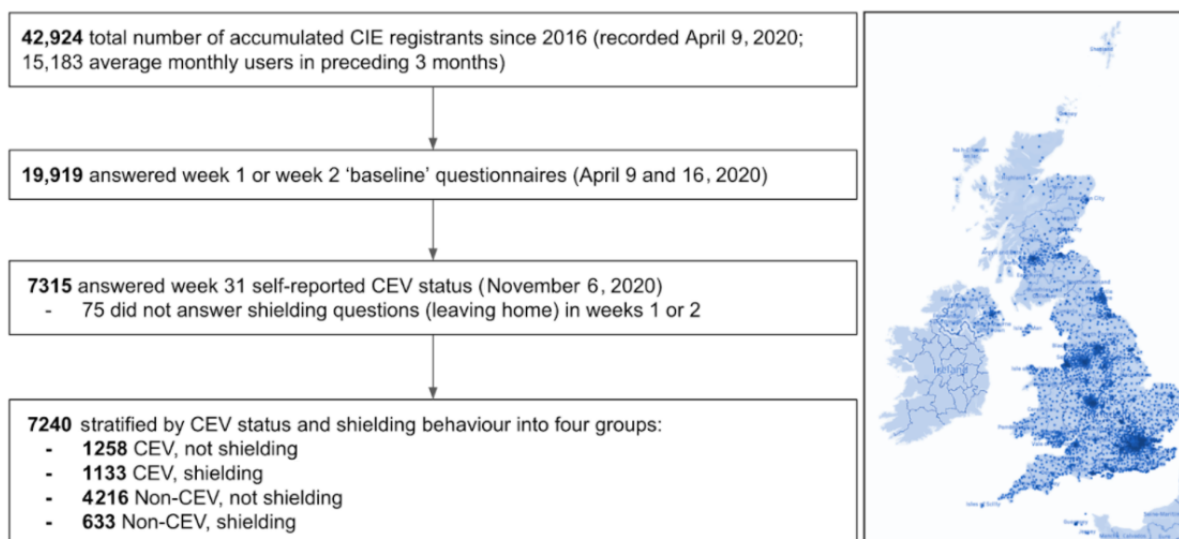 42,924 total number of accumulated CIE registrants since 2016 (recorded April 9, 2020;
15,183 average monthly users in preceding 3 months)
19,919 answered week 1 or week 2 ‘baseline’ questionnaires (April 9 and 16, 2020)
7315 answered week 31 self-reported CEV status (November 6, 2020)
- 75 did not answer shielding questions (leaving home) in weeks 1 or 2
7240 stratified by CEV status and shielding behaviour into four groups:
- 1258 CEV, not shielding
- 1133 CEV, shielding
- 4216 Non-CEV, not shielding
- 633 Non-CEV, shielding
Ireland
Isles of Scilly